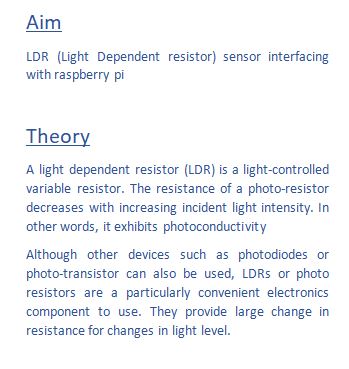 Aim
LDR (Light Dependent resistor) sensor interfacing
with raspberry pi
Theory
A light dependent resistor (LDR) is a light-controlled
variable resistor. The resistance of a photo-resistor
decreases with increasing incident light intensity. In
other words, it exhibits photoconductivity
Although other devices such as photodiodes or
photo-transistor can also be used, LDRs or photo
resistors are a particularly convenient electronics
component to use. They provide large change in
resistance for changes in light level.